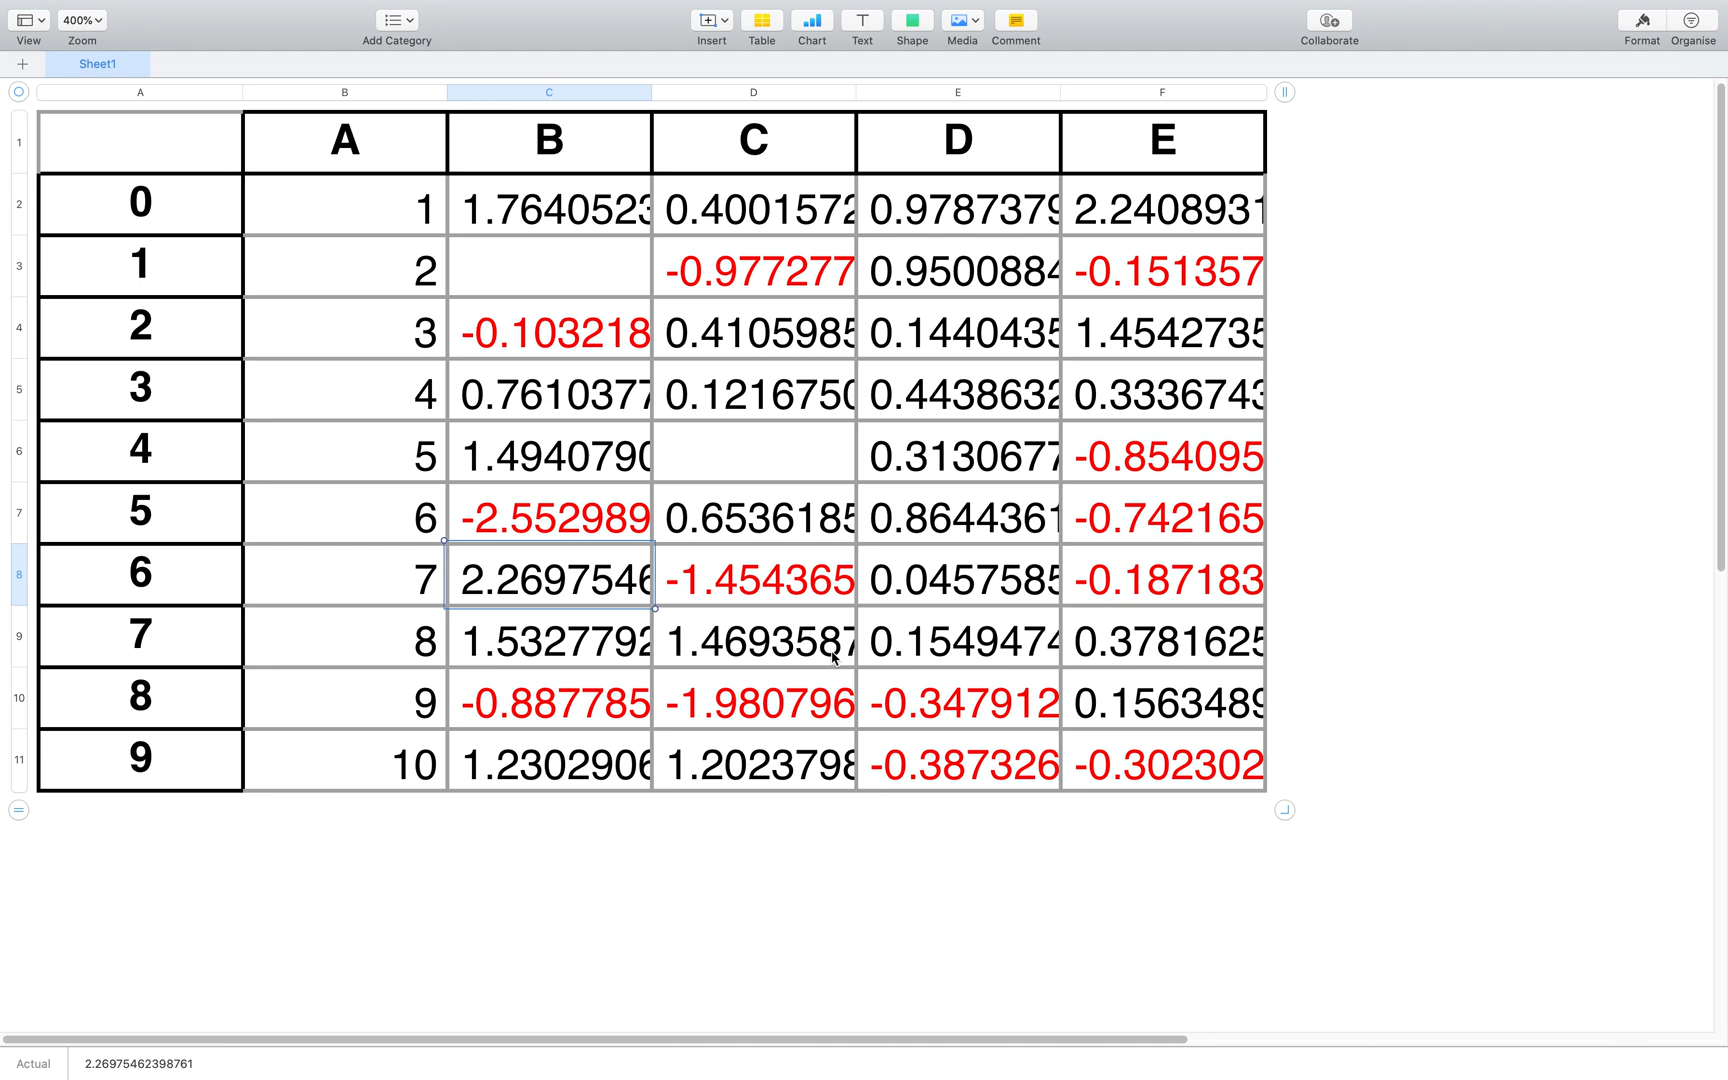 400%
View Zoom Add Category Insert Table Chart Text Shape Media Comment Collaborate Format Organise
Sheet1
A B C D E F
1 A B C D E
2 0 1 1.7640523 0.4001572 0.9787379 2.2408931
3 1 2 -0.977277 0.9500884 -0.151357
4 2 3 -0.103218 0.4105985 0.1440435 1.4542735
5 3 4 0.7610377 0.1216750 0.4438632 0.3336743
6 4 5 1.4940790 0.3130677 -0.854095
7 5 6 -2.552989 0.6536185 0.8644361 -0.742165
8 6 7 2.2697546 -1.454365 0.0457585 -0.187183
9 7 8 1.5327792 1.4693587 0.1549474 0.3781625
10 8 9 -0.887785 -1.980796 -0.347912 0.1563489
11 9 10 1.2302906 1.2023798 -0.387326 -0.302302
Actual 2.26975462398761